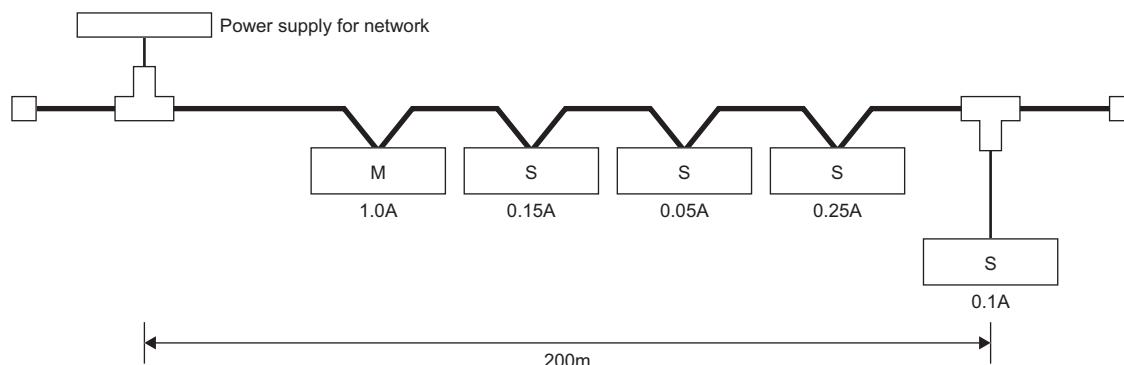 Power supply for network
M
S
S
S
1.0A
0.15A
0.05A
0.25A
S
0.1A
200m